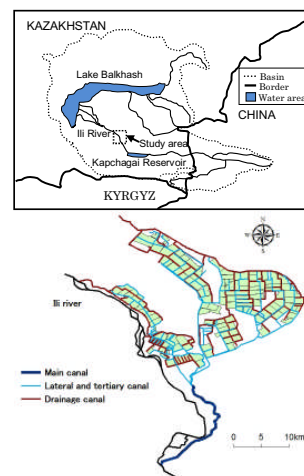 KAZAKHSTAN
Lake Balkhash
Basin
Border
Water area
CHINA
Ili River
Study area
Kapchagai Reservoir
KYRGYZ
N
Ili river
Main canal
Lateral and tertiary canal
Drainage canal
0 5 10km